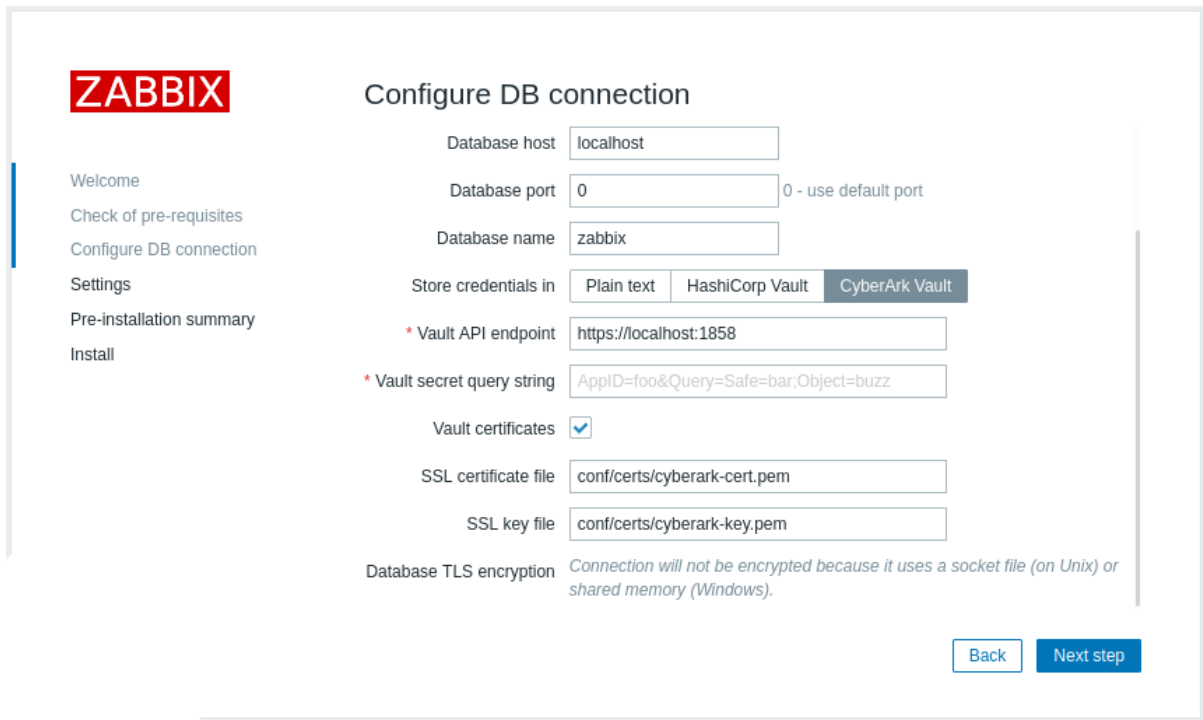 ZABBIX
Welcome
Check of pre-requisites
Configure DB connection
Settings
Pre-installation summary
Install
Configure DB connection
Database host localhost
Database port 0 0 - use default port
Database name zabbix
Store credentials in Plain text HashiCorp Vault CyberArk Vault
* Vault API endpoint https://localhost:1858
* Vault secret query string AppID=foo&Query=Safe=bar;Object=buzz
Vault certificates
SSL certificate file conf/certs/cyberark-cert.pem
SSL key file conf/certs/cyberark-key.pem
Database TLS encryption Connection will not be encrypted because it uses a socket file (on Unix) or
shared memory (Windows).
Back Next step